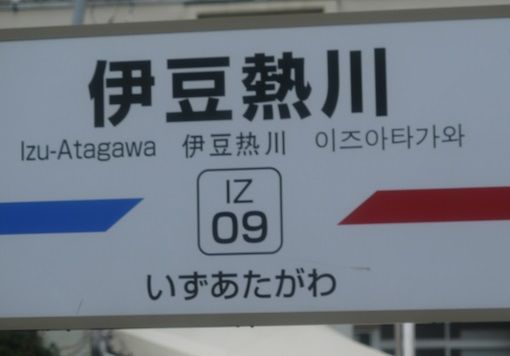 伊豆熱川
Izu-Atagawa 伊豆热川 이즈아타가와
IZ
09
いずあたがわ